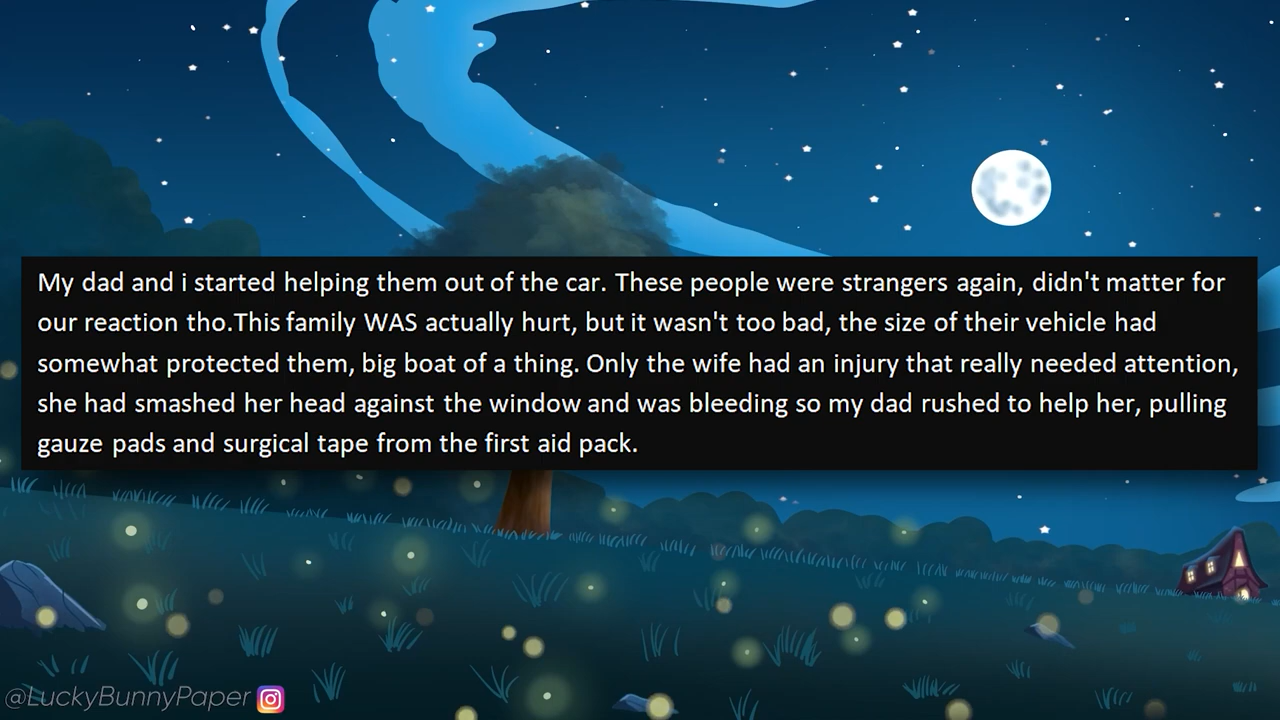 My dad and i started helping them out of the car. These people were strangers again, didn't matter for
our reaction tho.This family WAS actually hurt, but it wasn't too bad, the size of their vehicle had
somewhat protected them, big boat of a thing. Only the wife had an injury that really needed attention,
she had smashed her head against the window and was bleeding so my dad rushed to help her, pulling
gauze pads and surgical tape from the first aid pack.
@LuckyBunnyPaper